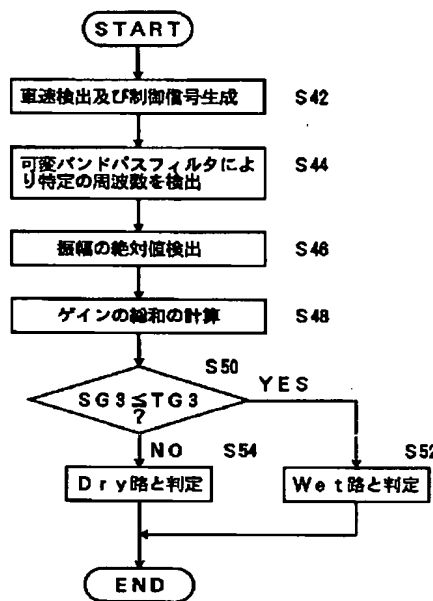 START
車速検出及び制御信号生成 S42
可変バンドパスフィルタによ
り特定の周波数を検出 S44
振幅の絶対値検出 S46
ゲインの総和の計算 S48
S50
SG3≦TG3
?
YES
NO
S54
S52
Dry路と判定
Wet路と判定
END